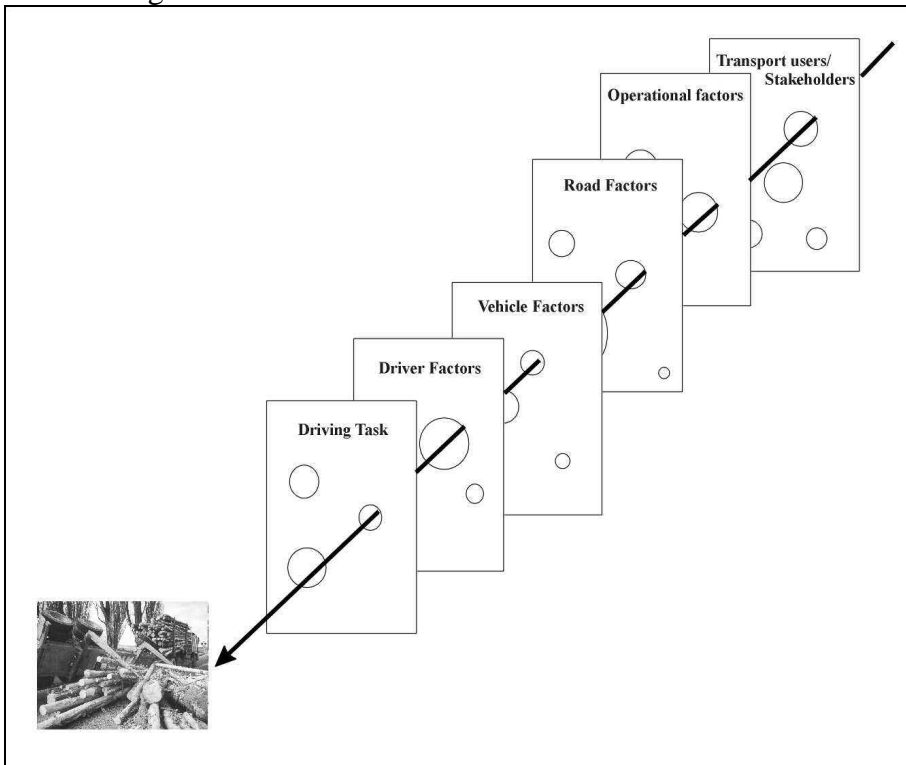 Transport users/
Stakeholders
Operational factors
Road Factors
Vehicle Factors
Driver Factors
Driving Task